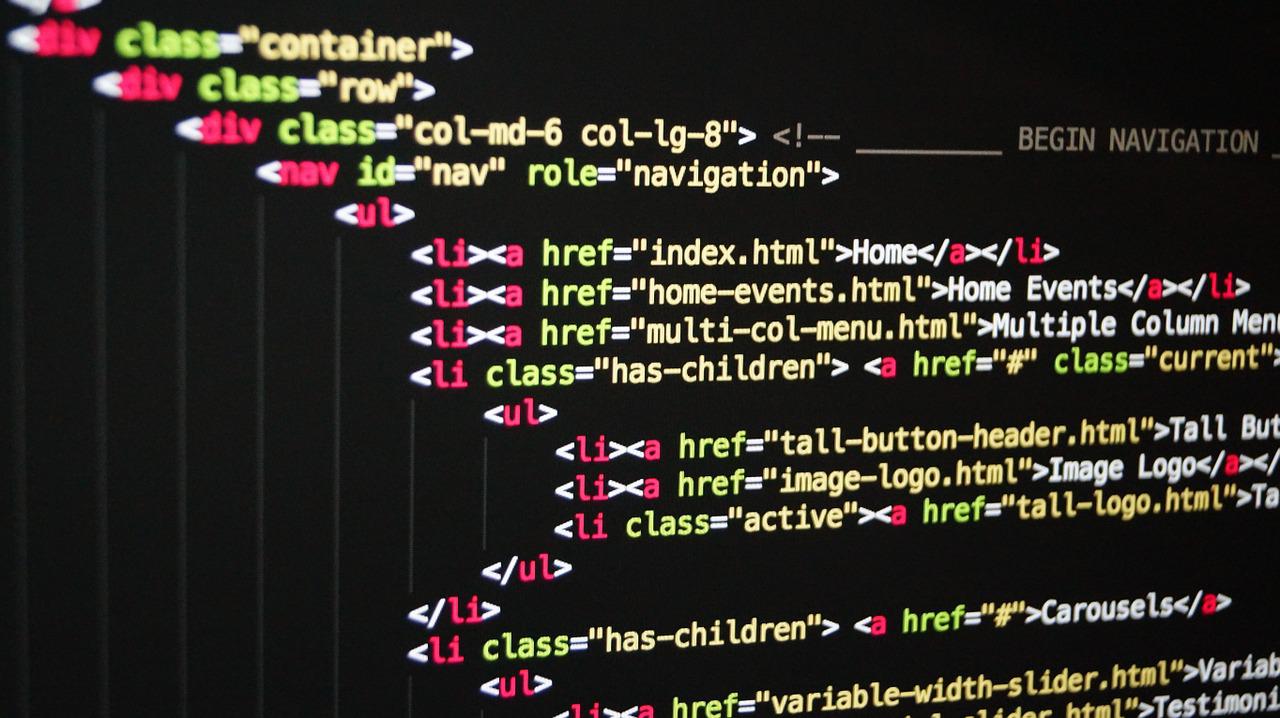 <div class="container">
<div class="row">
<div class="col-md-6 col-lg-8"> <!-- ________ BEGIN NAVIGATION _
<nav id="nav" role="navigation">
<ul>
<li><a href="index.html">Home</a></li>
<li><a href="home-events.html">Home Events</a></li>
<li><a href="multi-col-menu.html">Multiple Column Men
<li class="has-children"> <a href="#" class="current">
<ul>
<li><a href="tall-button-header.html">Tall But
<li><a href="image-logo.html">Image Logo</a></
<li class="active"><a href="tall-logo.html">Ta
</ul>
</li>
<li class="has-children"> <a href="#">Carousels</a>
<ul>
<li><a href="variable-width-slider.html">Variab
slider.html">Testimoni